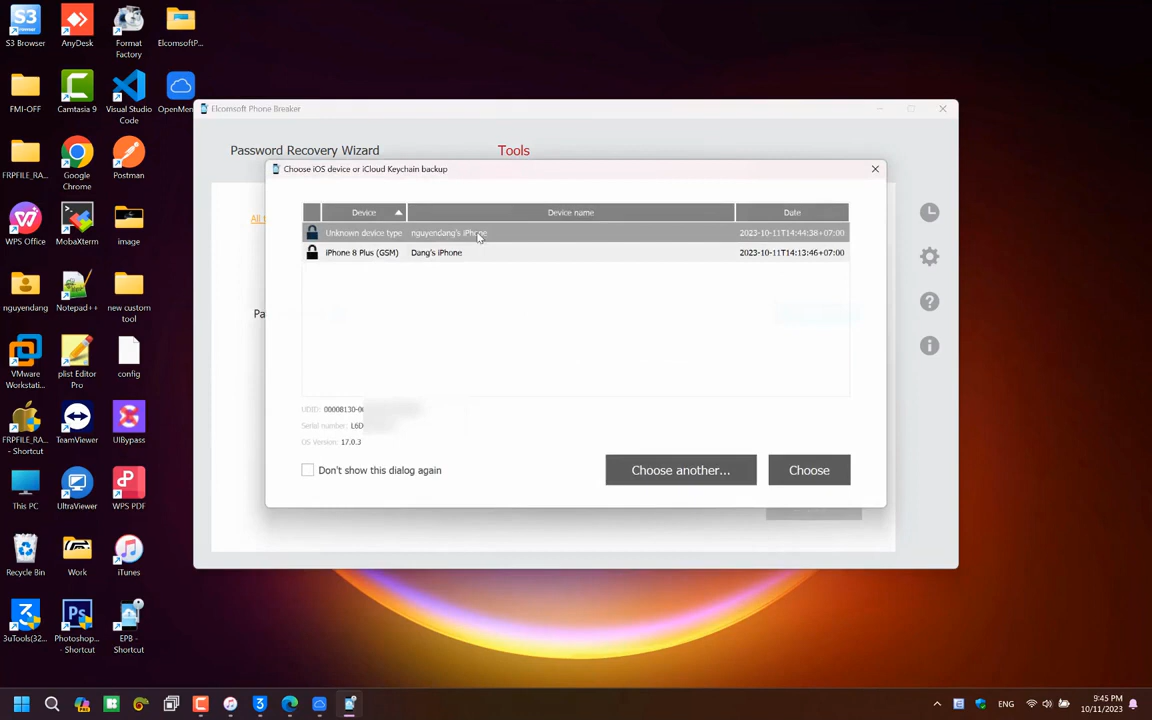 S3 Browser
AnyDesk
Format Factory
ElcomsoftP...
FMI-OFF
Camtasia 9
Visual Studio Code
FRPFILE_RA...
Google Chrome
Postman
WPS Office
MobaXterm
image
nguyendang
Notepad++
new custom tool
VMware Workstati...
plist Editor Pro
config
FRPFILE_RA... - Shortcut
TeamViewer
UIBypass
This PC
UltraViewer
WPS PDF
Recycle Bin
Work
iTunes
3uTools(32...
Photoshop... - Shortcut
EPB - Shortcut
Elcomsoft Phone Breaker
Password Recovery Wizard
Tools
All
Pa
Choose iOS device or iCloud Keychain backup
Device Device name Date
Unknown device type nguyendang's iPhone 2023-10-11T14:44:38+07:00
iPhone 8 Plus (GSM) Dang's iPhone 2023-10-11T14:13:46+07:00
UDID: 00008130-0
Serial number: L6D
OS Version: 17.0.3
Don't show this dialog again
Choose another...
Choose
ENG
9:45 PM
10/11/2023